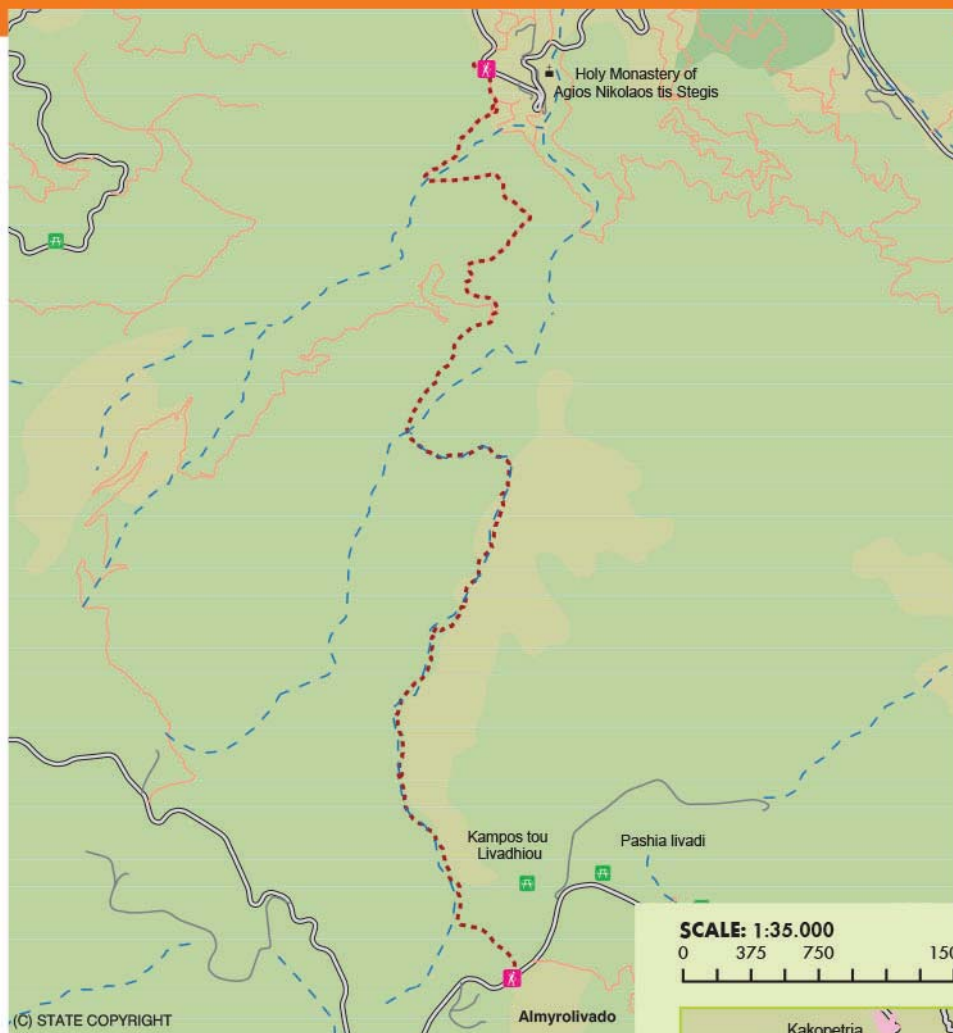 Holy Monastery of
Agios Nikolaos tis Stegis
Kampos tou
Livadhiou
Pashia livadi
SCALE: 1:35.000
0 375 750 150
(C) STATE COPYRIGHT
Almyrolivado
Kakopetria